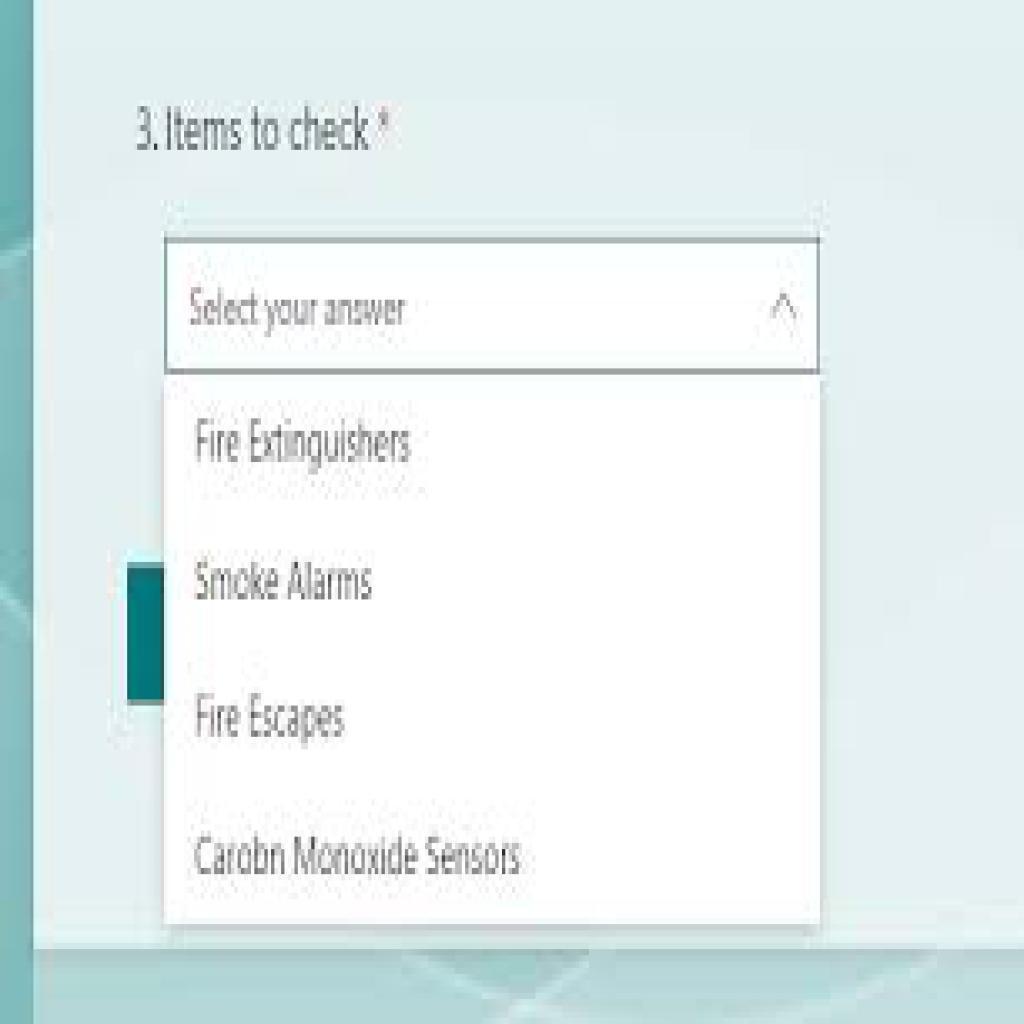 3. Items to check *
Select your answer
Fire Extinguishers
Smoke Alarms
Fire Escapes
Carobn Monoxide Sensors